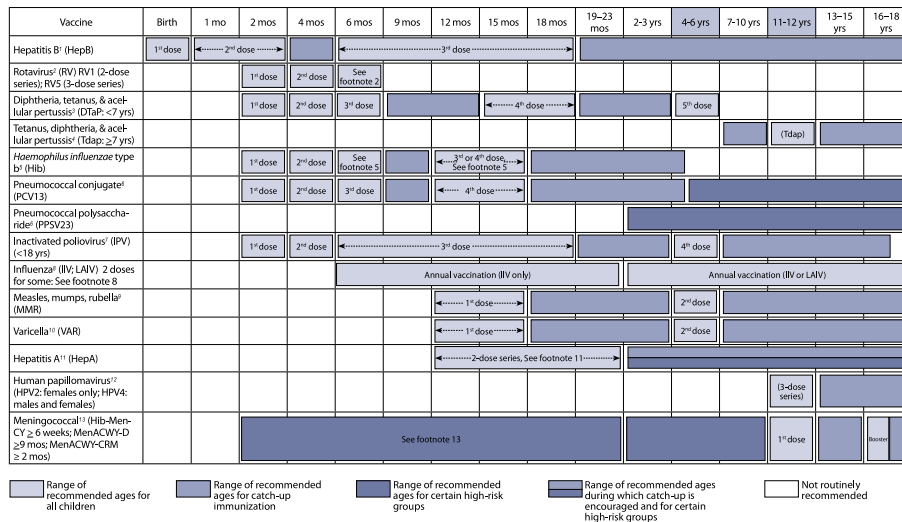 Vaccine Birth 1 mo 2 mos 4 mos 6 mos 9 mos 12 mos 15 mos 18 mos 19–23 mos 2-3 yrs 4-6 yrs 7-10 yrs 11-12 yrs 13–15 yrs 16–18 yrs
Hepatitis B¹ (HepB) 1st dose 2nd dose 3rd dose
Rotavirus² (RV) RV1 (2-dose
series); RV5 (3-dose series)
1st dose 2nd dose See
footnote 2
Diphtheria, tetanus, & acel-
lular pertussis³ (DTaP: <7 yrs)
1st dose 2nd dose 3rd dose 4th dose 5th dose
Tetanus, diphtheria, & acel-
lular pertussis⁴ (Tdap: ≥7 yrs)
(Tdap)
Haemophilus influenzae type
b⁵ (Hib)
1st dose 2nd dose See
footnote 5
3rd or 4th dose,
See footnote 5
Pneumococcal conjugate⁶
(PCV13)
1st dose 2nd dose 3rd dose 4th dose
Pneumococcal polysaccha-
ride⁶ (PPSV23)
Inactivated poliovirus⁷ (IPV)
(<18 yrs)
1st dose 2nd dose 3rd dose 4th dose
Influenza⁸ (IIV; LAIV) 2 doses
for some: See footnote 8
Annual vaccination (IIV only) Annual vaccination (IIV or LAIV)
Measles, mumps, rubella⁹
(MMR)
1st dose 2nd dose
Varicella¹⁰ (VAR) 1st dose 2nd dose
Hepatitis A¹¹ (HepA) 2-dose series, See footnote 11
Human papillomavirus¹²
(HPV2: females only; HPV4:
males and females)
(3-dose
series)
Meningococcal¹³ (Hib-Men-
CY ≥ 6 weeks; MenACWY-D
≥9 mos; MenACWY-CRM
≥ 2 mos)
See footnote 13 1st dose Booster
Range of
recommended ages for
all children
Range of recommended
ages for catch-up
immunization
Range of recommended
ages for certain high-risk
groups
Range of recommended ages
during which catch-up is
encouraged and for certain
high-risk groups
Not routinely
recommended